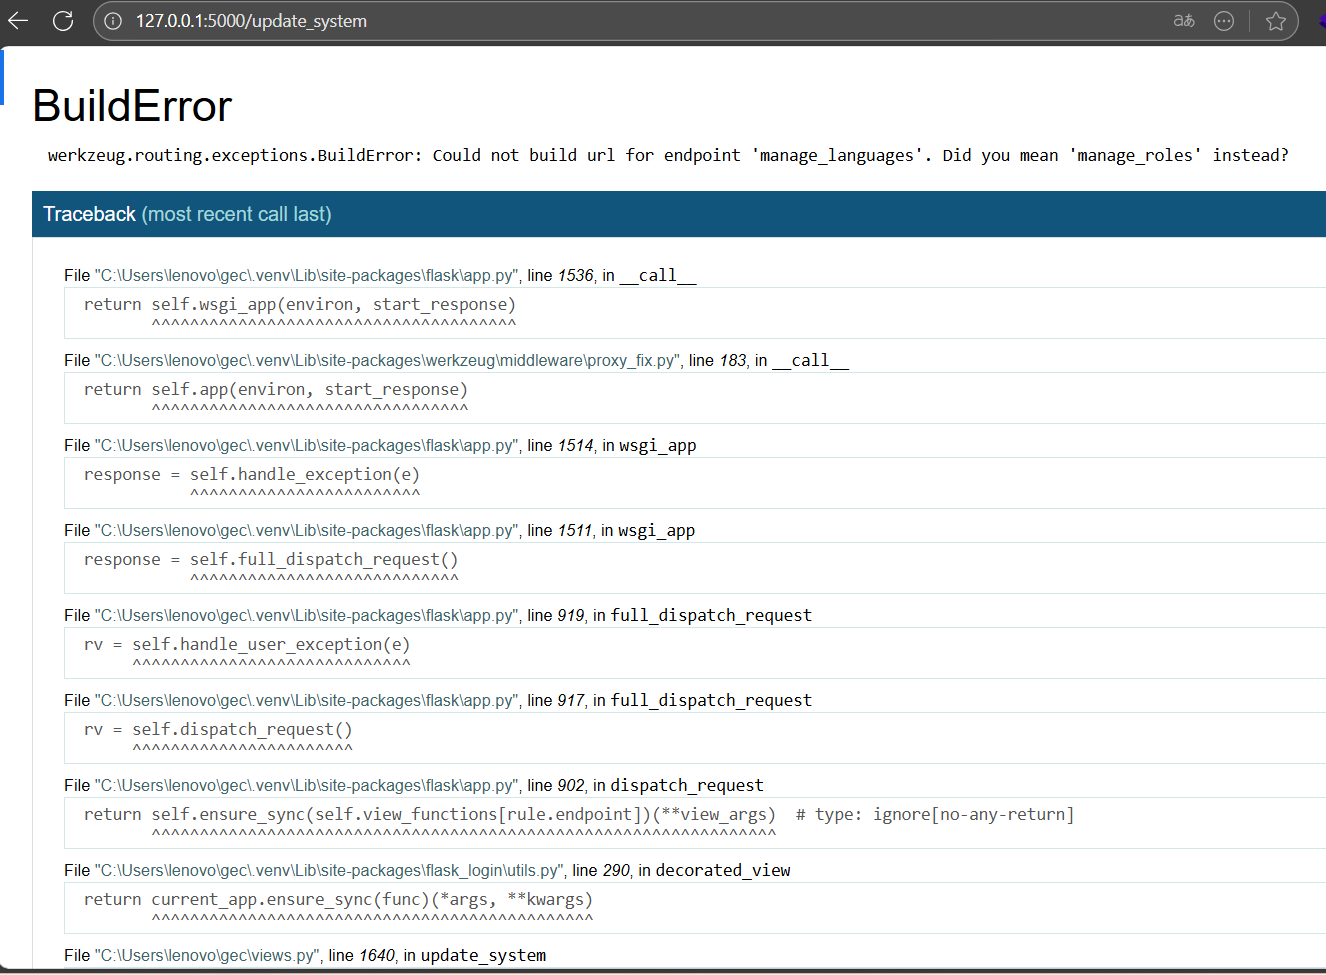 127.0.0.1:5000/update_system
aあ
BuildError
werkzeug.routing.exceptions.BuildError: Could not build url for endpoint 'manage_languages'. Did you mean 'manage_roles' instead?
Traceback (most recent call last)
File "C:\Users\lenovo\gec\.venv\Lib\site-packages\flask\app.py", line 1536, in __call__
return self.wsgi_app(environ, start_response)
^^^^^^^^^^^^^^^^^^^^^^^^^^^^^^^^^^^^^^
File "C:\Users\lenovo\gec\.venv\Lib\site-packages\werkzeug\middleware\proxy_fix.py", line 183, in __call__
return self.app(environ, start_response)
^^^^^^^^^^^^^^^^^^^^^^^^^^^^^^^^^
File "C:\Users\lenovo\gec\.venv\Lib\site-packages\flask\app.py", line 1514, in wsgi_app
response = self.handle_exception(e)
^^^^^^^^^^^^^^^^^^^^^^^^
File "C:\Users\lenovo\gec\.venv\Lib\site-packages\flask\app.py", line 1511, in wsgi_app
response = self.full_dispatch_request()
^^^^^^^^^^^^^^^^^^^^^^^^^^^^
File "C:\Users\lenovo\gec\.venv\Lib\site-packages\flask\app.py", line 919, in full_dispatch_request
rv = self.handle_user_exception(e)
^^^^^^^^^^^^^^^^^^^^^^^^^^^^^
File "C:\Users\lenovo\gec\.venv\Lib\site-packages\flask\app.py", line 917, in full_dispatch_request
rv = self.dispatch_request()
^^^^^^^^^^^^^^^^^^^^^^^
File "C:\Users\lenovo\gec\.venv\Lib\site-packages\flask\app.py", line 902, in dispatch_request
return self.ensure_sync(self.view_functions[rule.endpoint])(**view_args)  # type: ignore[no-any-return]
^^^^^^^^^^^^^^^^^^^^^^^^^^^^^^^^^^^^^^^^^^^^^^^^^^^^^^^^^^^^^^^^^
File "C:\Users\lenovo\gec\.venv\Lib\site-packages\flask_login\utils.py", line 290, in decorated_view
return current_app.ensure_sync(func)(*args, **kwargs)
^^^^^^^^^^^^^^^^^^^^^^^^^^^^^^^^^^^^^^^^^^^^^^
File "C:\Users\lenovo\gec\views.py", line 1640, in update_system